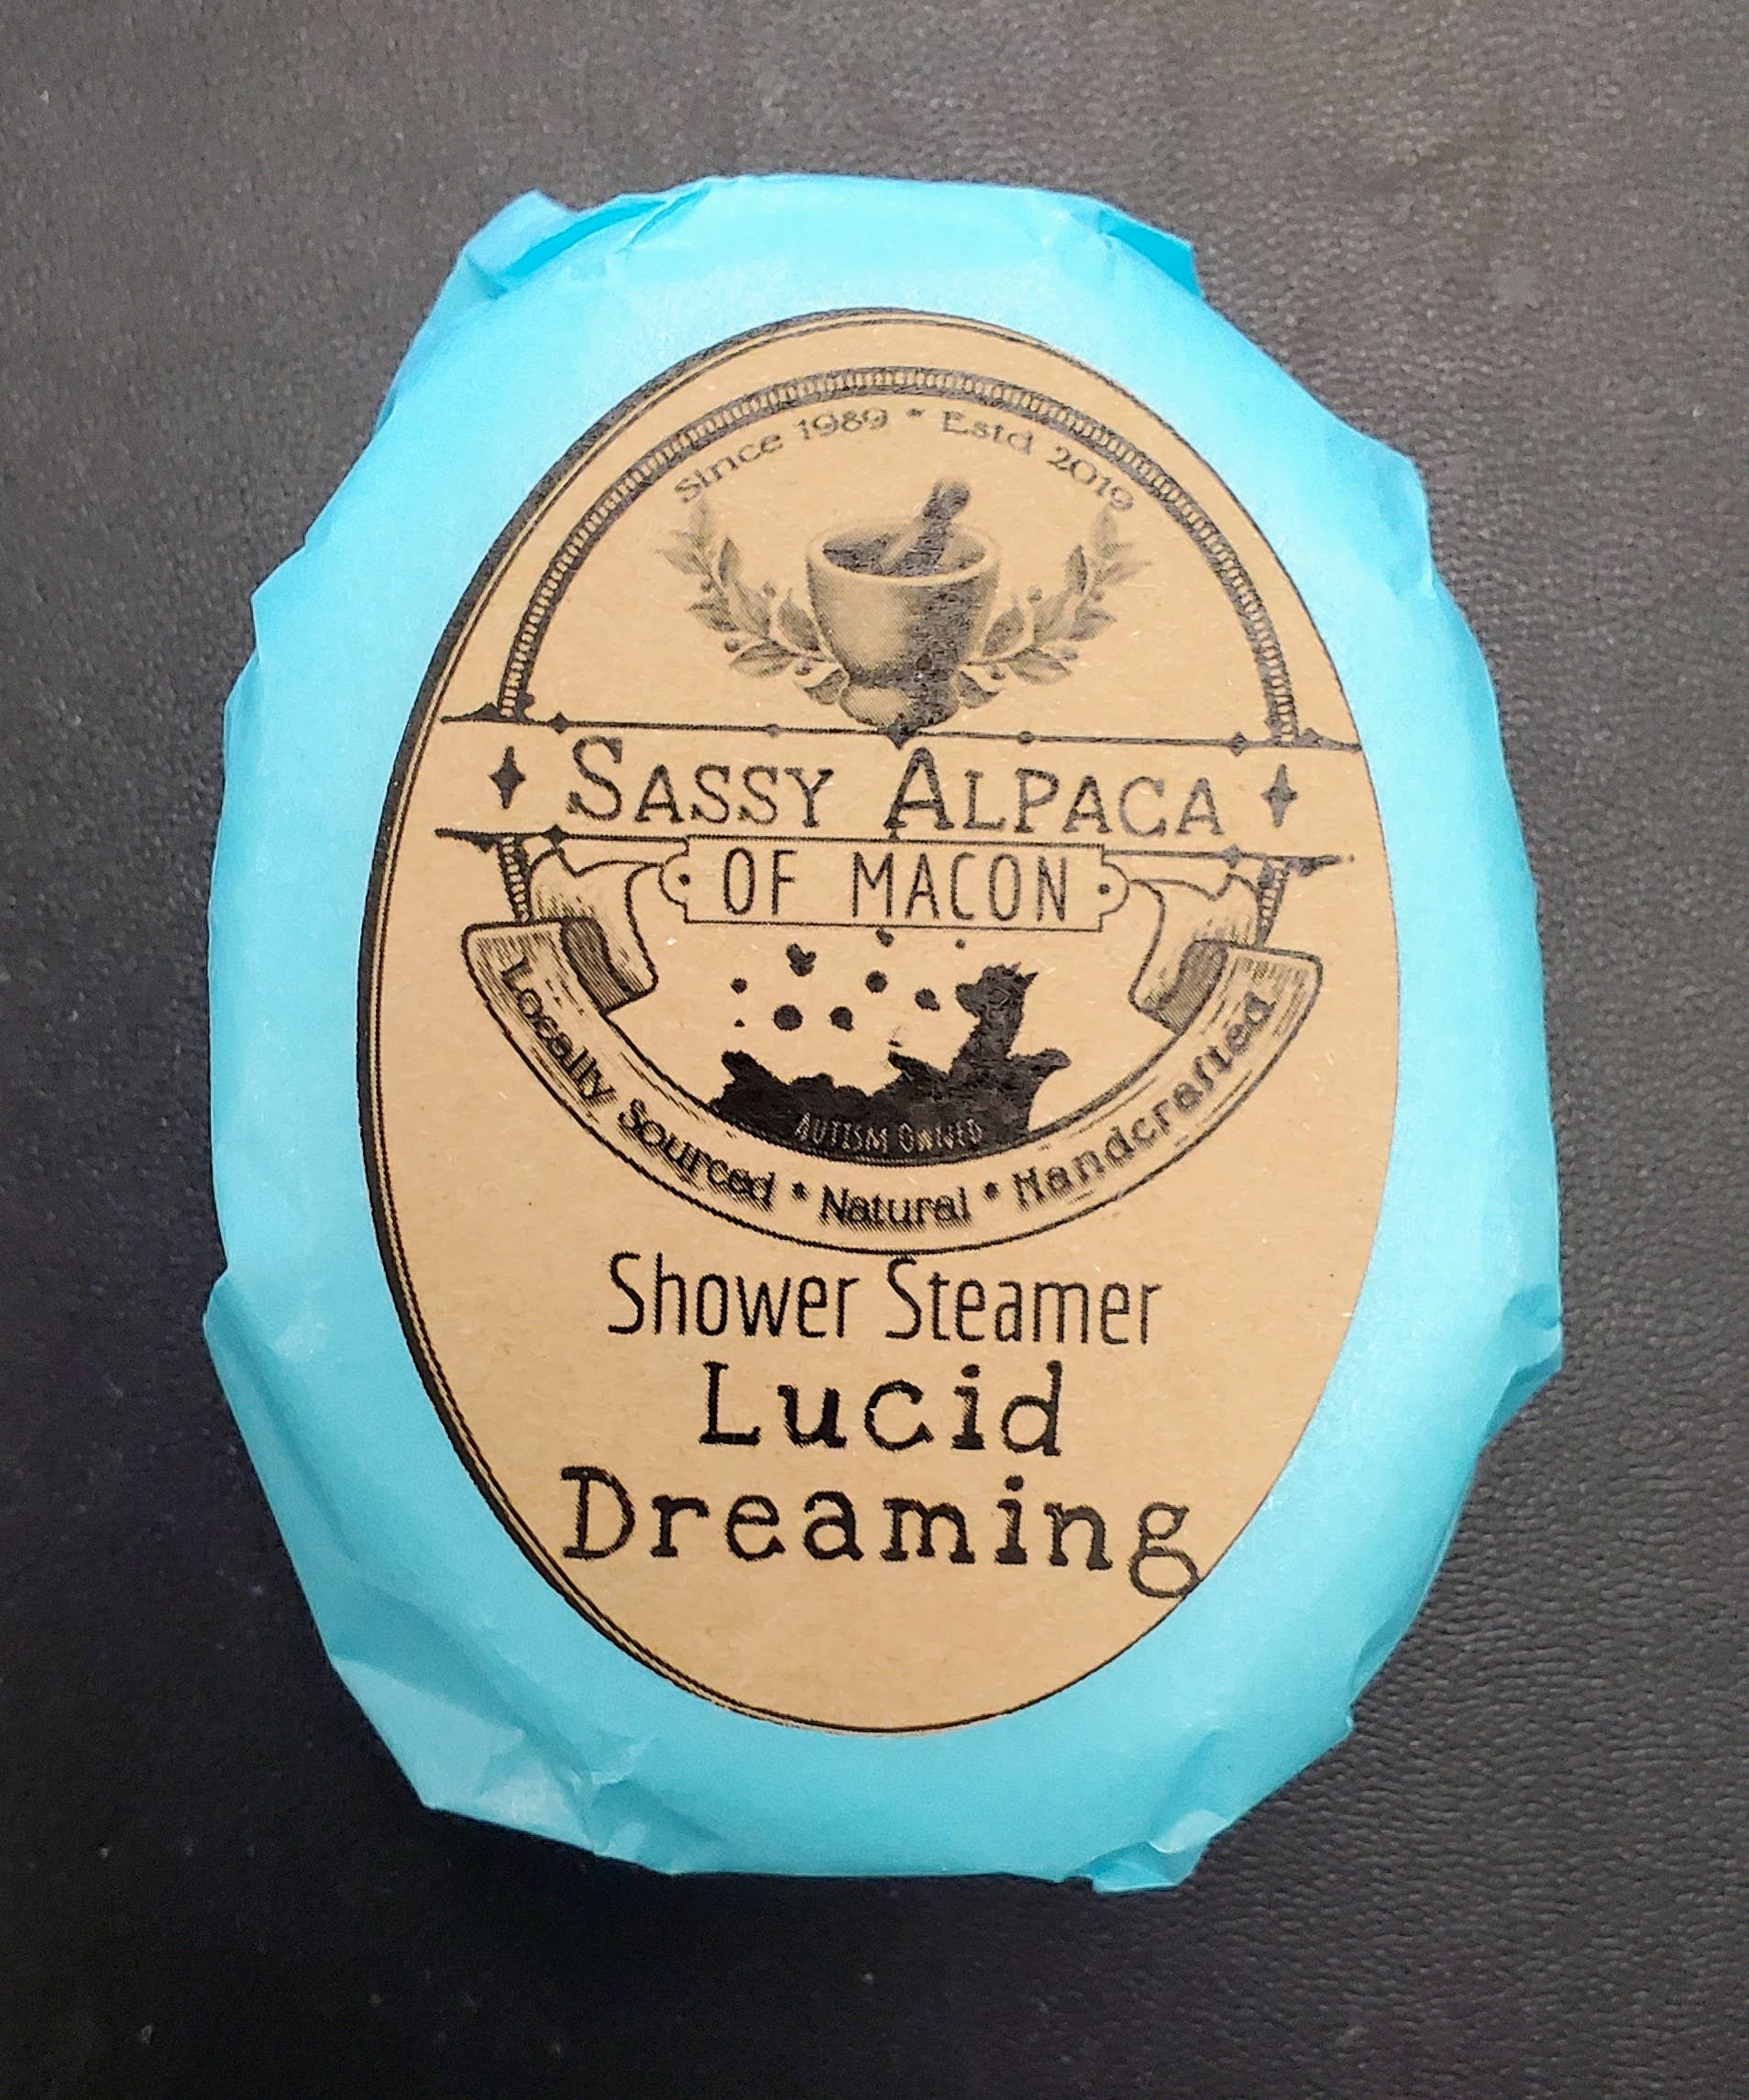 Since 1989 * Estd 2019
SASSY ALPACA
OF MACON
AUTISM OWNED
Locally Sourced * Natural * Handcrafted
Shower Steamer
Lucid
Dreaming